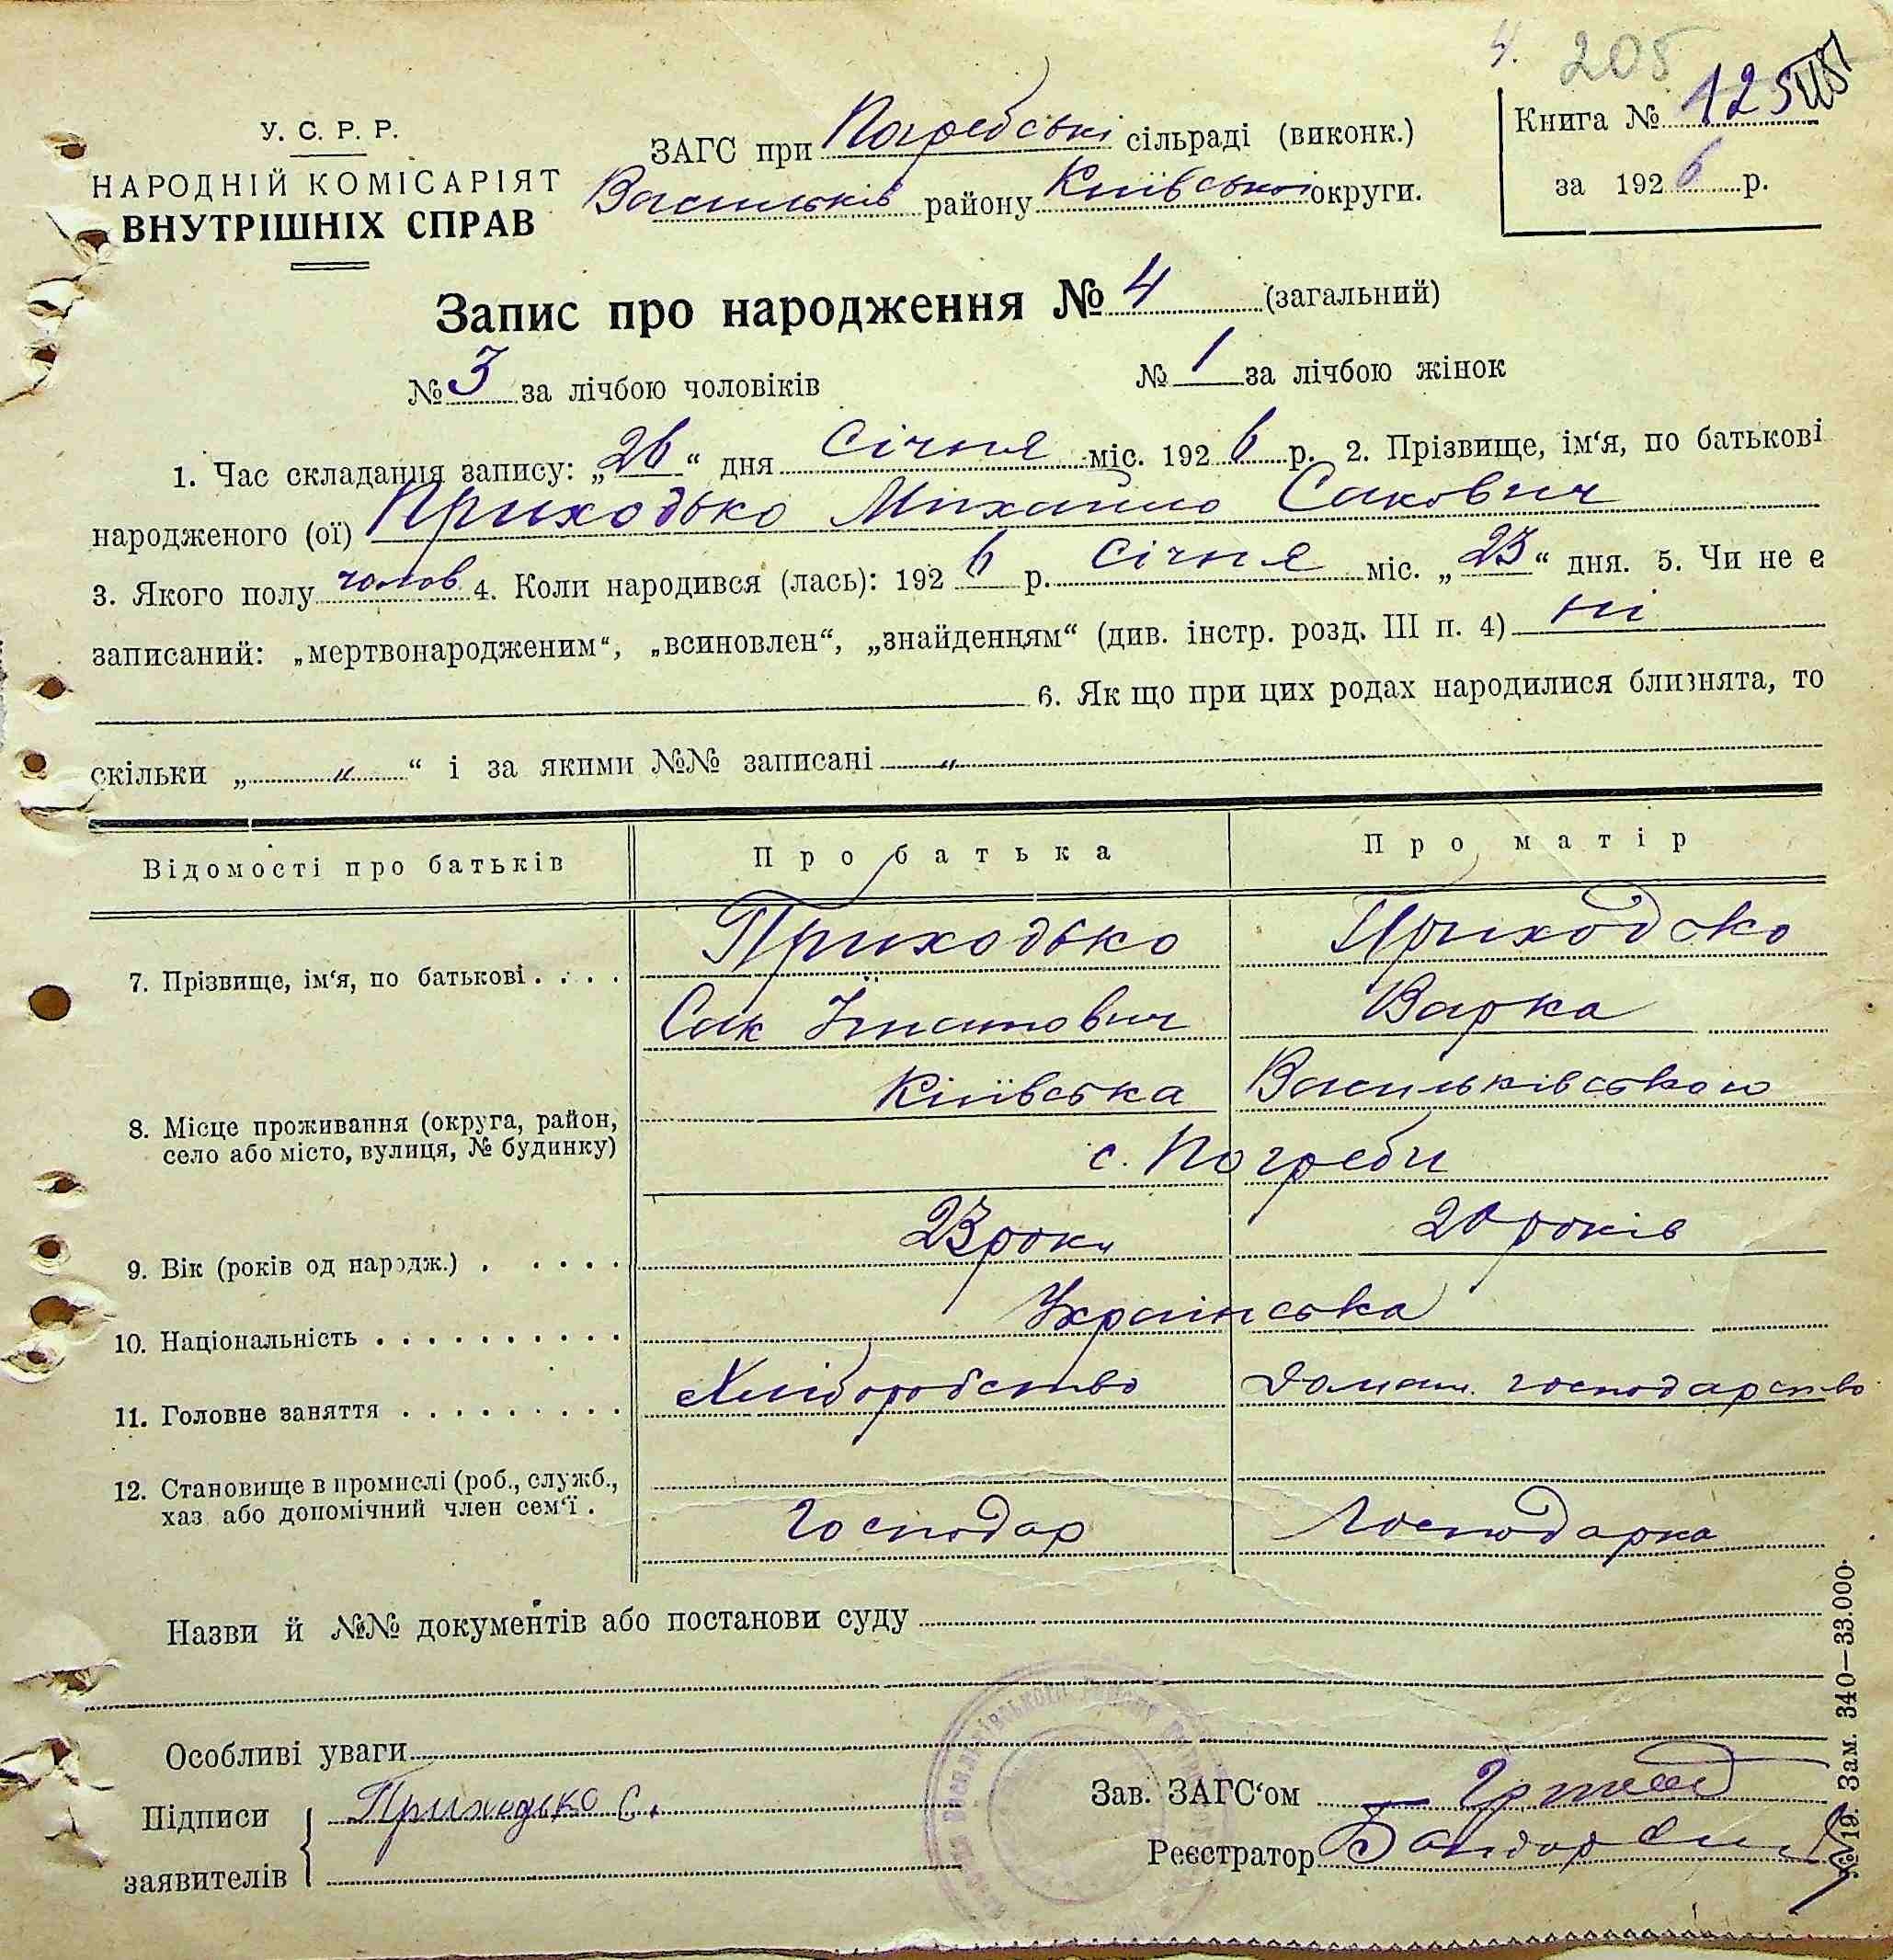 4. 205
У. С. Р. Р.
НАРОДНІЙ КОМІСАРІЯТ
ВНУТРІШНІХ СПРАВ
ЗАГС при Погребські сільраді (виконк.)
Васильків району Київської округи.
Книга № 125
за 1926 р.
Запис про народження № 4 (загальний)
№ 3 за лічбою чоловіків № 1 за лічбою жінок
1. Час складання запису: „26“ дня Січня міс. 1926 р. 2. Прізвище, ім‘я, по батькові
народженого (ої) Приходько Михайло Сакович
3. Якого полу чолов. 4. Коли народився (лась): 1926 р. Січня міс. „23“ дня. 5. Чи не є
записаний: „мертвонародженим“, „всиновлен“, „знайденцям“ (див. інстр. розд. III п. 4) ні
6. Як що при цих родах народилися близнята, то
скільки „ „ “ і за якими №№ записані „
Відомості про батьків Про батька Про матір
7. Прізвище, ім‘я, по батькові . . . . Приходько Приходько
Сак Ігнатович Варка
8. Місце проживання (округа, район, село або місто, вулиця, № будинку) Київська Васильківською
с. Погреби
9. Вік (років од народж.) . . . . . 23 роки 20 років
10. Національність . . . . . . . . . . Українська
11. Головне заняття . . . . . . . . . Хліборобство Домашн. господарство
12. Становище в промислі (роб., служб., хаз або допомічний член сем‘ї . Господар Господарка
Назви й №№ документів або постанови суду
Особливі уваги
Підписи Приходько С.
заявителів
Зав. ЗАГС‘ом
Реєстратор
№ 19. Зам. 340—33.000